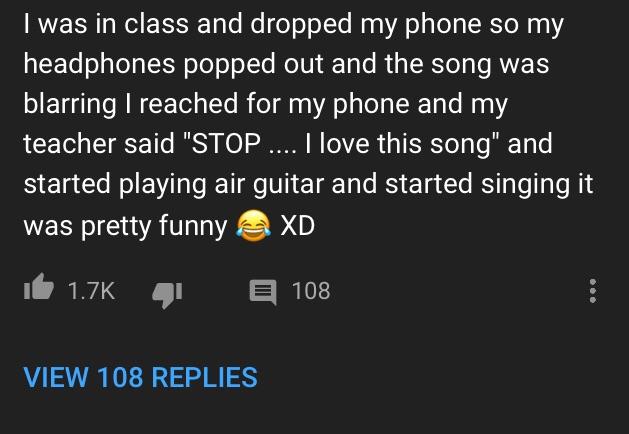 I was in class and dropped my phone so my
headphones popped out and the song was
blarring I reached for my phone and my
teacher said "STOP .... I love this song" and
started playing air guitar and started singing it
was pretty funny 😂 XD
1.7K 108
VIEW 108 REPLIES